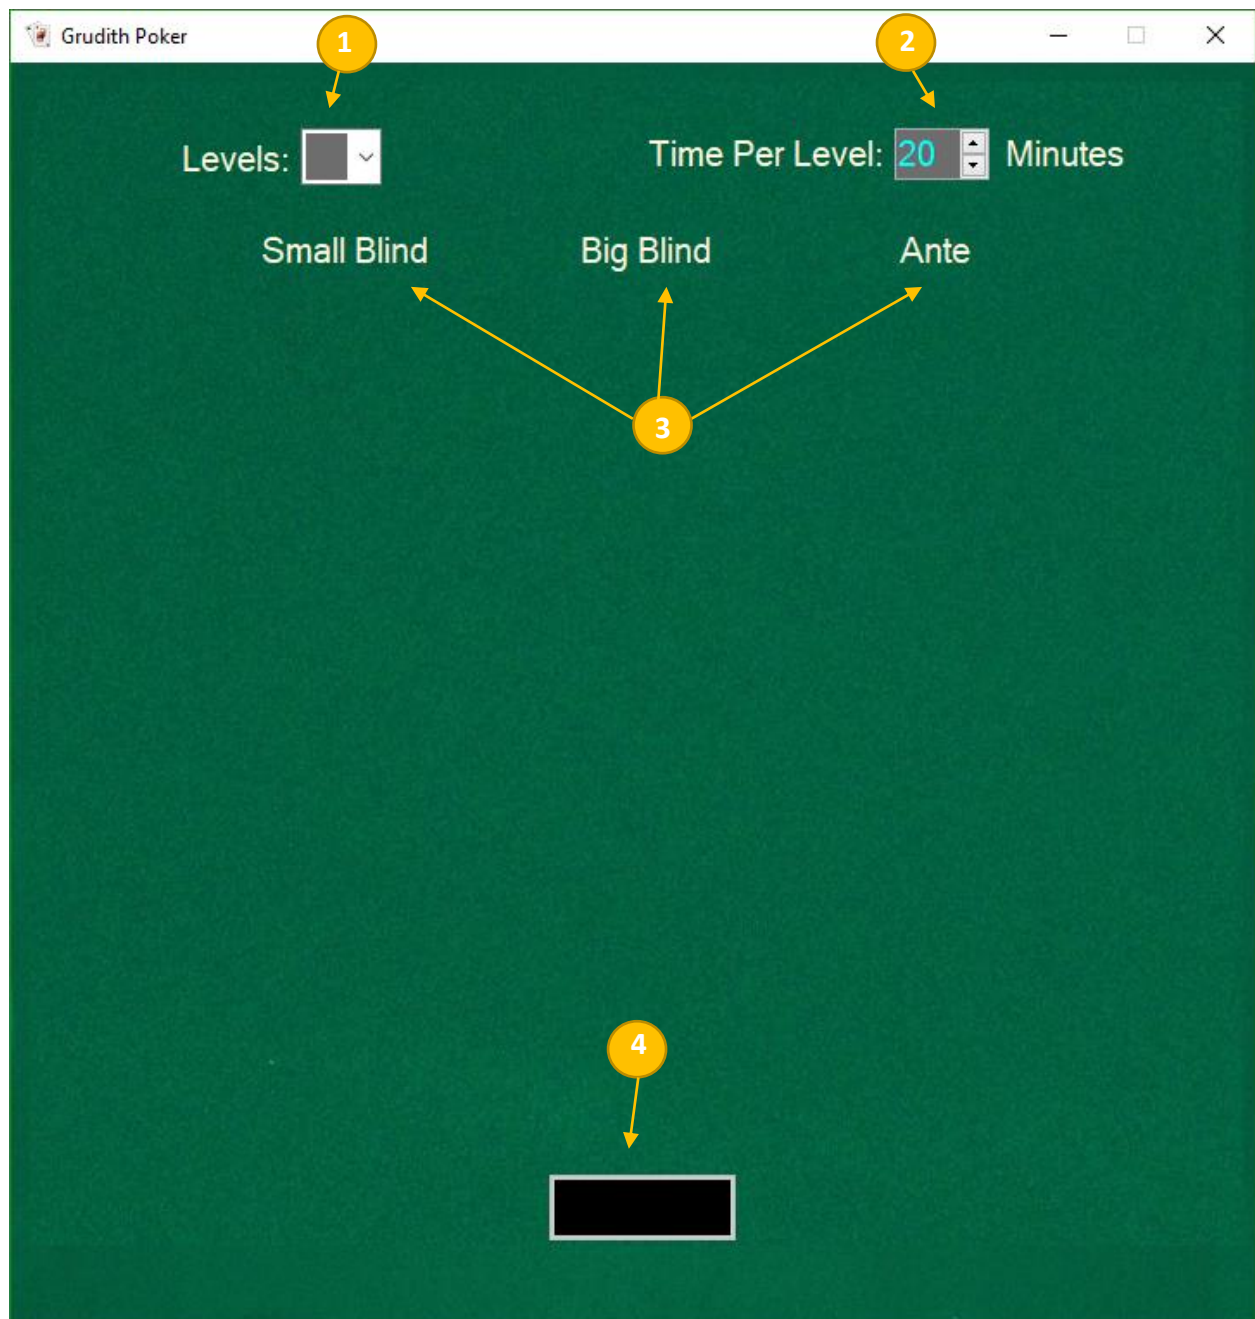 Grudith Poker
1
2
Levels:
Time Per Level: 20 Minutes
Small Blind Big Blind Ante
3
4